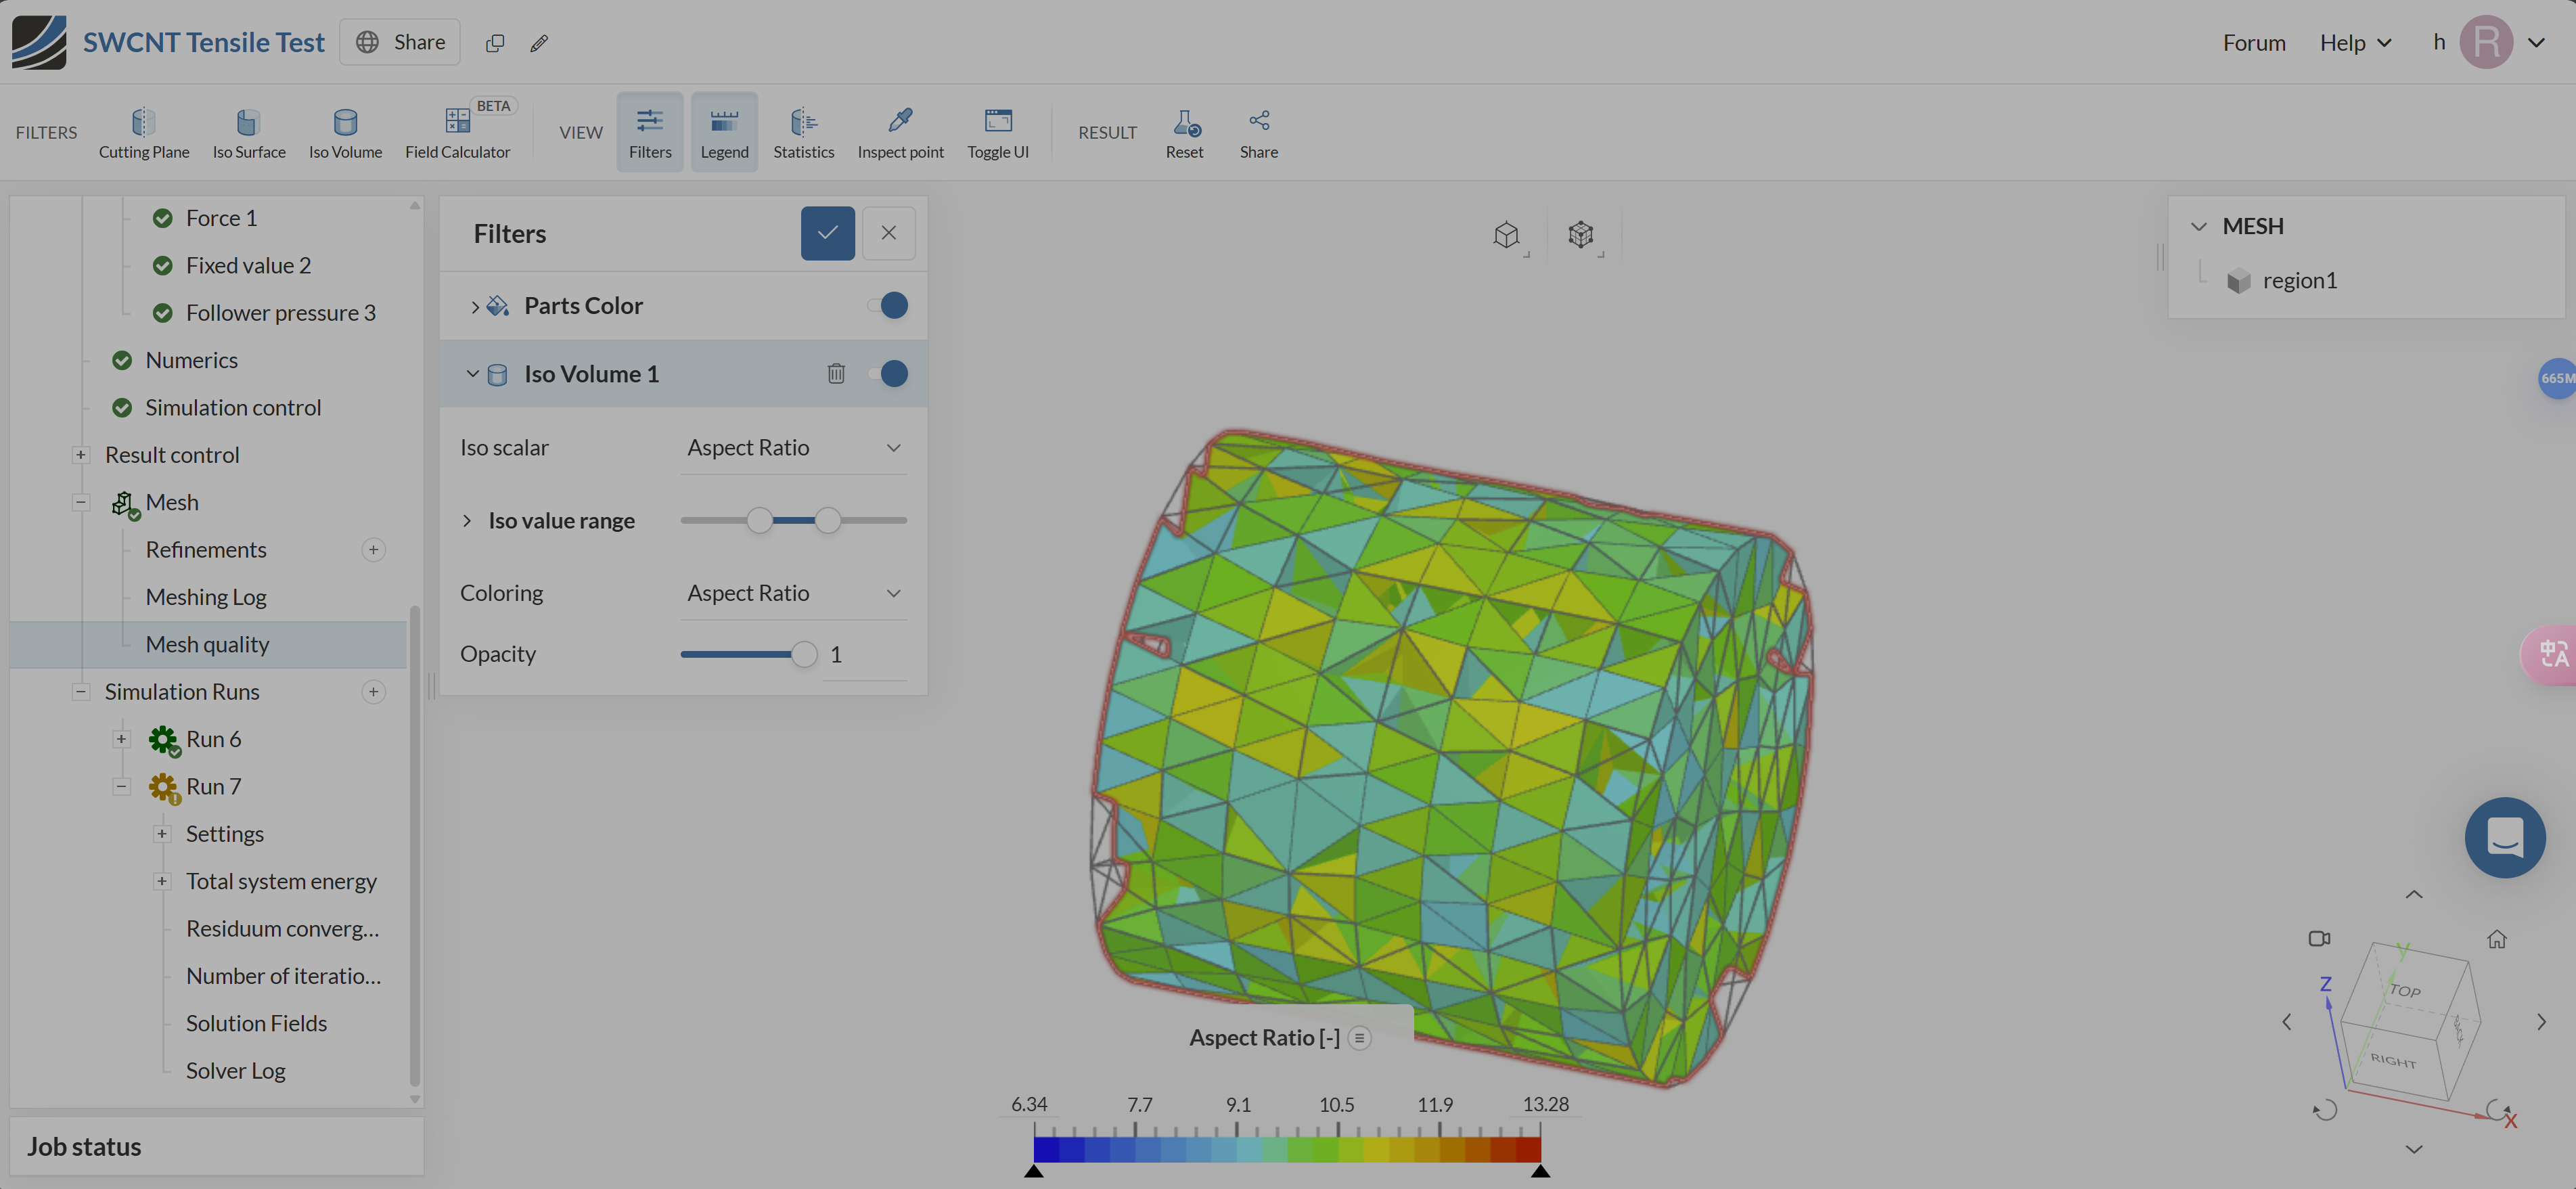 SWCNT Tensile Test
Share
Forum
Help
h
R
FILTERS
Cutting Plane
Iso Surface
Iso Volume
Field Calculator
BETA
VIEW
Filters
Legend
Statistics
Inspect point
Toggle UI
RESULT
Reset
Share
Force 1
Fixed value 2
Follower pressure 3
Numerics
Simulation control
Result control
Mesh
Refinements
Meshing Log
Mesh quality
Simulation Runs
Run 6
Run 7
Settings
Total system energy
Residuum converg...
Number of iteratio...
Solution Fields
Solver Log
Job status
Filters
Parts Color
Iso Volume 1
Iso scalar
Aspect Ratio
Iso value range
Coloring
Aspect Ratio
Opacity
1
MESH
region1
665M
中
A
Aspect Ratio [-]
6.34
7.7
9.1
10.5
11.9
13.28
Y
Z
TOP
RIGHT
X